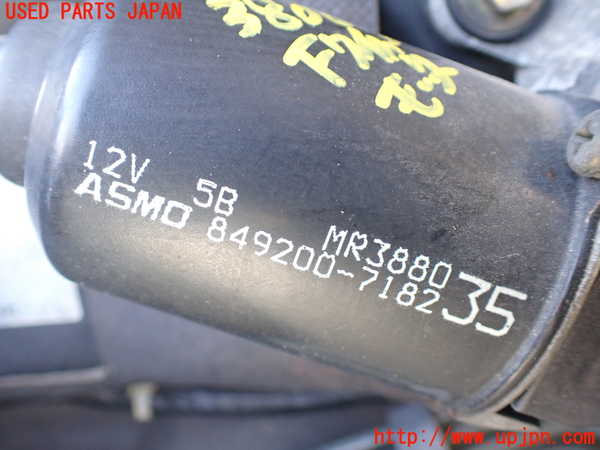 USED PARTS JAPAN
12V 5B MR3880
ASMO 849200-7182 35
http://www.upjpn.com/